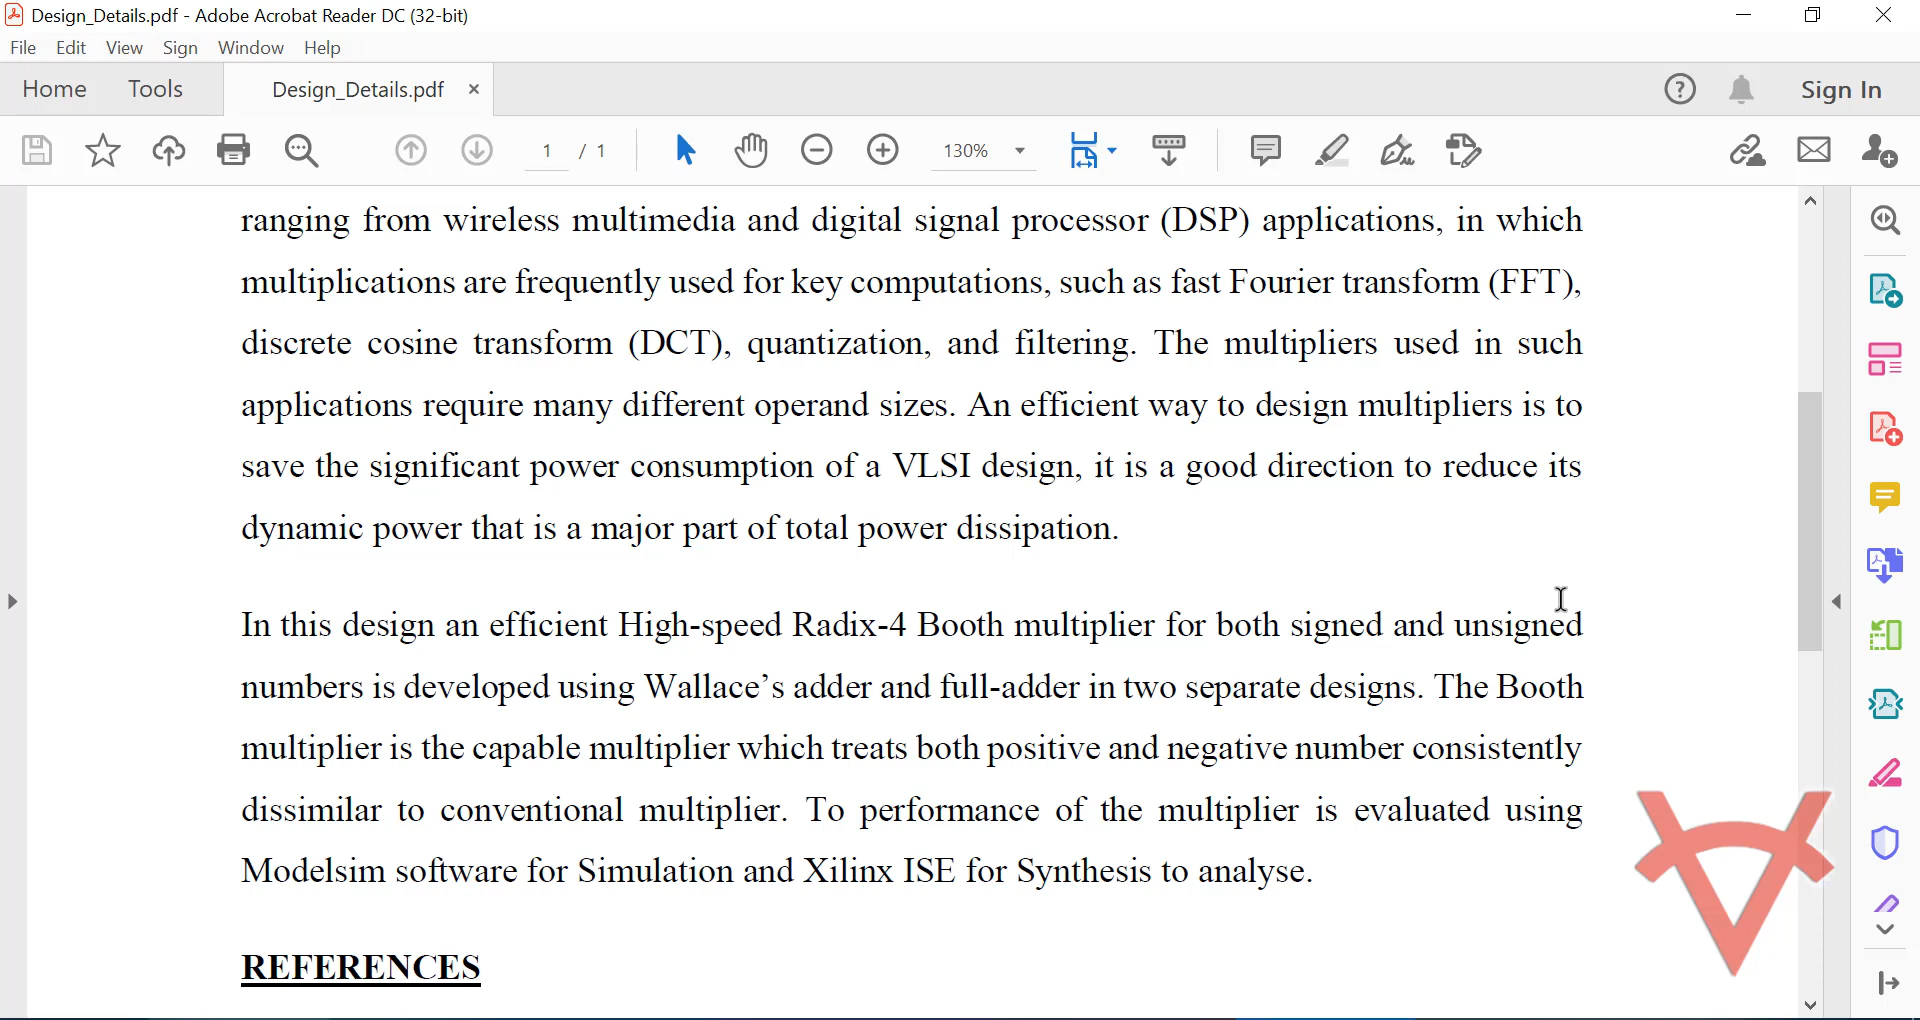 Design_Details.pdf - Adobe Acrobat Reader DC (32-bit)
File Edit View Sign Window Help
Home Tools Design_Details.pdf × Sign In
1 / 1 130%
ranging from wireless multimedia and digital signal processor (DSP) applications, in which
multiplications are frequently used for key computations, such as fast Fourier transform (FFT),
discrete cosine transform (DCT), quantization, and filtering. The multipliers used in such
applications require many different operand sizes. An efficient way to design multipliers is to
save the significant power consumption of a VLSI design, it is a good direction to reduce its
dynamic power that is a major part of total power dissipation.
In this design an efficient High-speed Radix-4 Booth multiplier for both signed and unsigned
numbers is developed using Wallace’s adder and full-adder in two separate designs. The Booth
multiplier is the capable multiplier which treats both positive and negative number consistently
dissimilar to conventional multiplier. To performance of the multiplier is evaluated using
Modelsim software for Simulation and Xilinx ISE for Synthesis to analyse.
REFERENCES